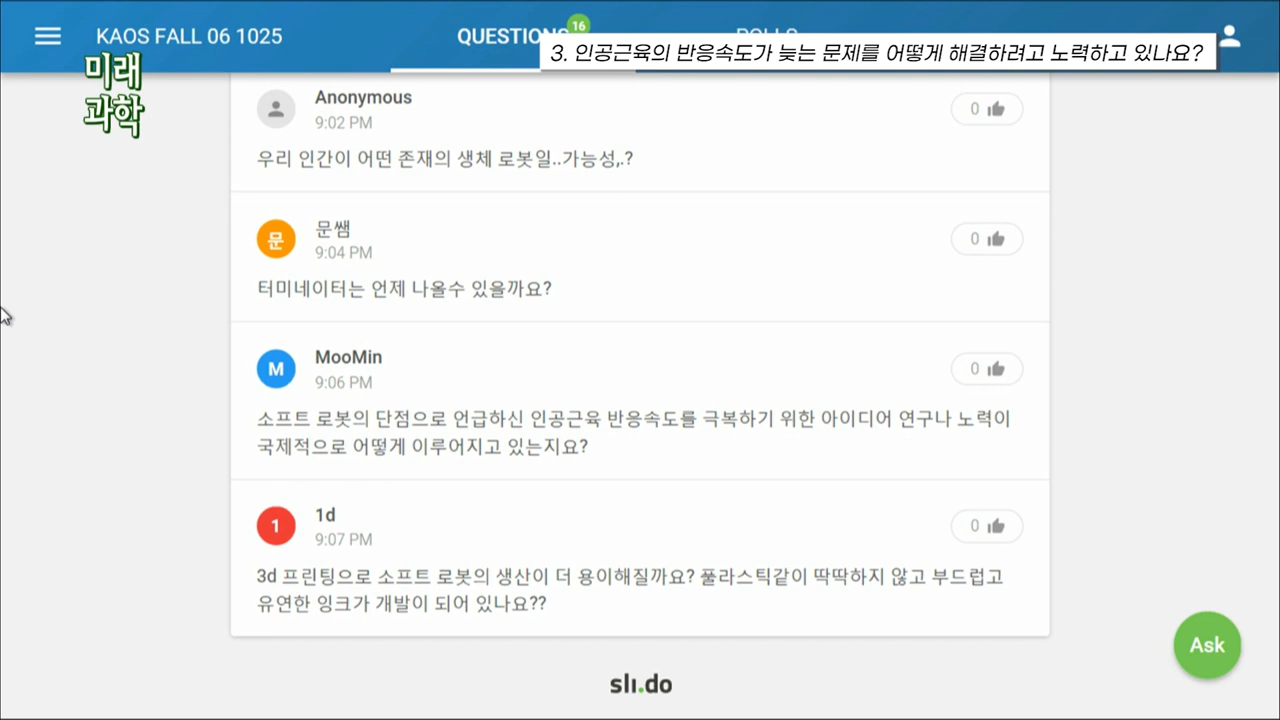 KAOS FALL 06 1025
QUESTIONS
16
POLLS
3. 인공근육의 반응속도가 늦는 문제를 어떻게 해결하려고 노력하고 있나요?
미래
과학
Anonymous
9:02 PM
0
우리 인간이 어떤 존재의 생체 로봇일..가능성,.?
문
문쌤
9:04 PM
0
터미네이터는 언제 나올수 있을까요?
M
MooMin
9:06 PM
0
소프트 로봇의 단점으로 언급하신 인공근육 반응속도를 극복하기 위한 아이디어 연구나 노력이
국제적으로 어떻게 이루어지고 있는지요?
1
1d
9:07 PM
0
3d 프린팅으로 소프트 로봇의 생산이 더 용이해질까요? 풀라스틱같이 딱딱하지 않고 부드럽고
유연한 잉크가 개발이 되어 있나요??
Ask
sli.do